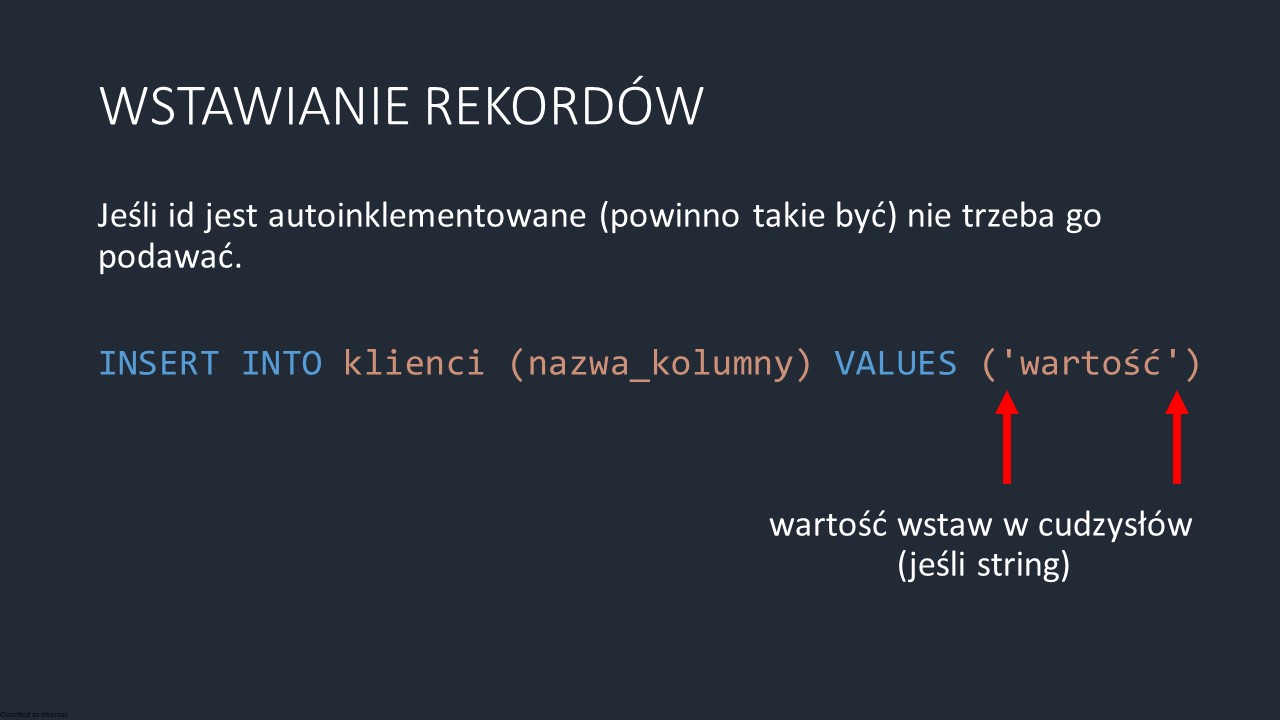 WSTAWIANIE REKORDÓW
Jeśli id jest autoinklementowane (powinno takie być) nie trzeba go
podawać.
INSERT INTO klienci (nazwa_kolumny) VALUES ('wartość')
wartość wstaw w cudzysłów
(jeśli string)
Classified as Internal